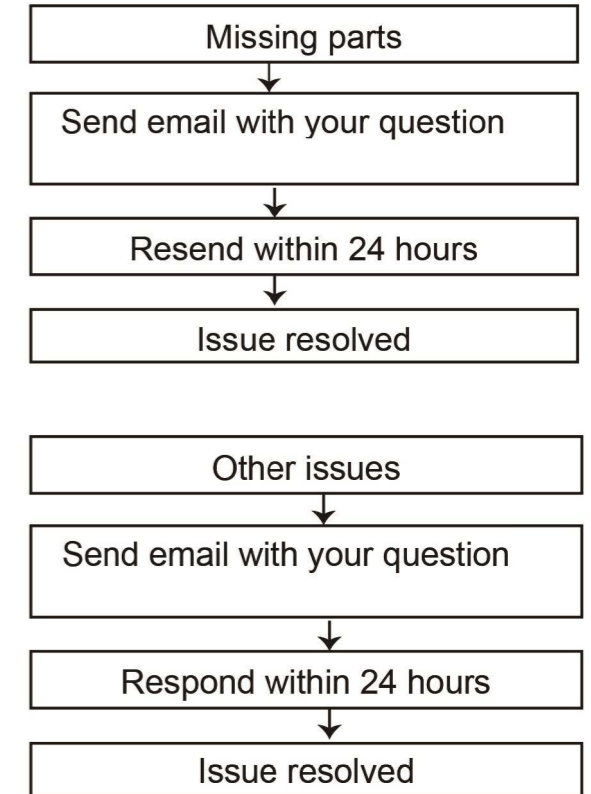 Missing parts
Send email with your question
Resend within 24 hours
Issue resolved
Other issues
Send email with your question
Respond within 24 hours
Issue resolved